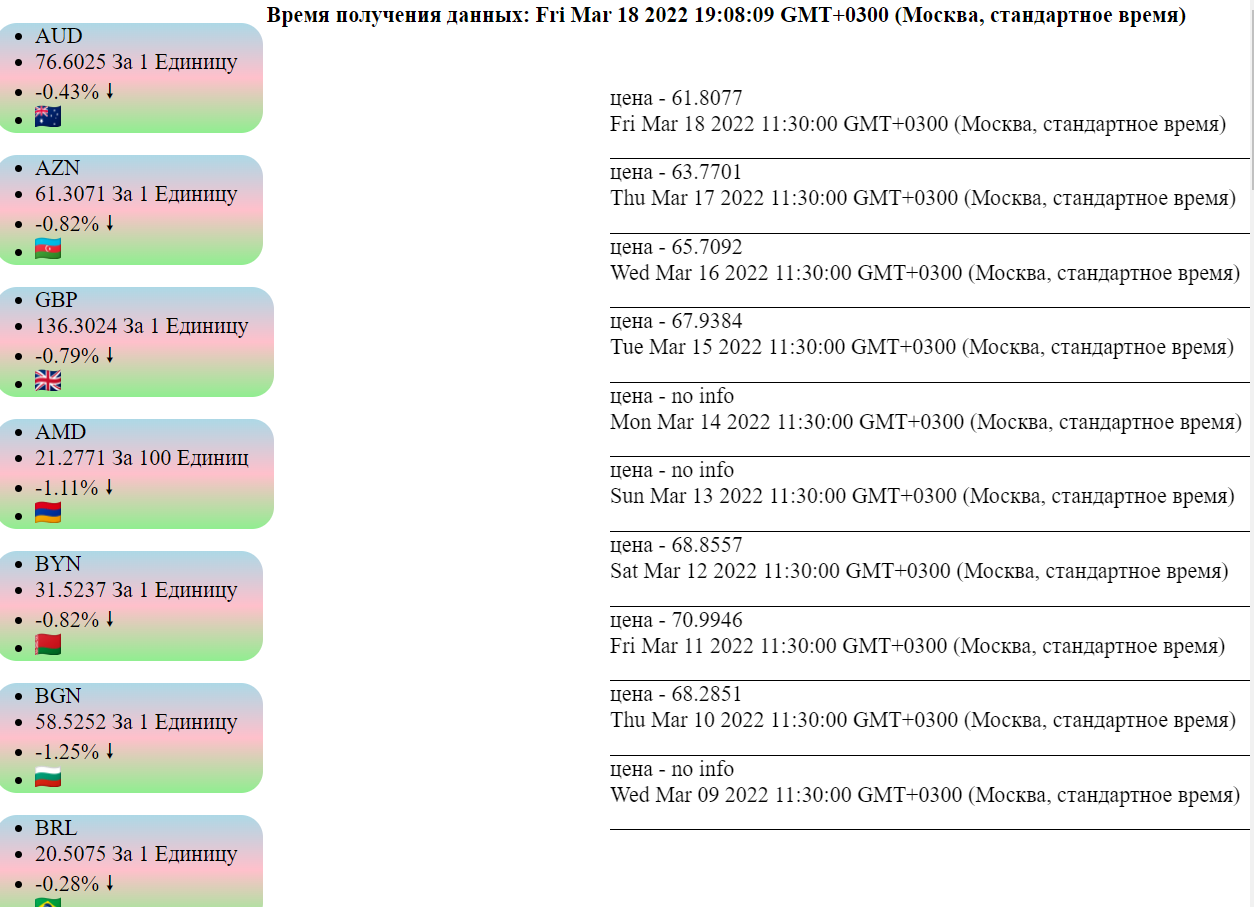 Время получения данных: Fri Mar 18 2022 19:08:09 GMT+0300 (Москва, стандартное время)
AUD
76.6025 За 1 Единицу
-0.43% ↓
AZN
61.3071 За 1 Единицу
-0.82% ↓
GBP
136.3024 За 1 Единицу
-0.79% ↓
AMD
21.2771 За 100 Единиц
-1.11% ↓
BYN
31.5237 За 1 Единицу
-0.82% ↓
BGN
58.5252 За 1 Единицу
-1.25% ↓
BRL
20.5075 За 1 Единицу
-0.28% ↓
цена - 61.8077
Fri Mar 18 2022 11:30:00 GMT+0300 (Москва, стандартное время)
цена - 63.7701
Thu Mar 17 2022 11:30:00 GMT+0300 (Москва, стандартное время)
цена - 65.7092
Wed Mar 16 2022 11:30:00 GMT+0300 (Москва, стандартное время)
цена - 67.9384
Tue Mar 15 2022 11:30:00 GMT+0300 (Москва, стандартное время)
цена - no info
Mon Mar 14 2022 11:30:00 GMT+0300 (Москва, стандартное время)
цена - no info
Sun Mar 13 2022 11:30:00 GMT+0300 (Москва, стандартное время)
цена - 68.8557
Sat Mar 12 2022 11:30:00 GMT+0300 (Москва, стандартное время)
цена - 70.9946
Fri Mar 11 2022 11:30:00 GMT+0300 (Москва, стандартное время)
цена - 68.2851
Thu Mar 10 2022 11:30:00 GMT+0300 (Москва, стандартное время)
цена - no info
Wed Mar 09 2022 11:30:00 GMT+0300 (Москва, стандартное время)